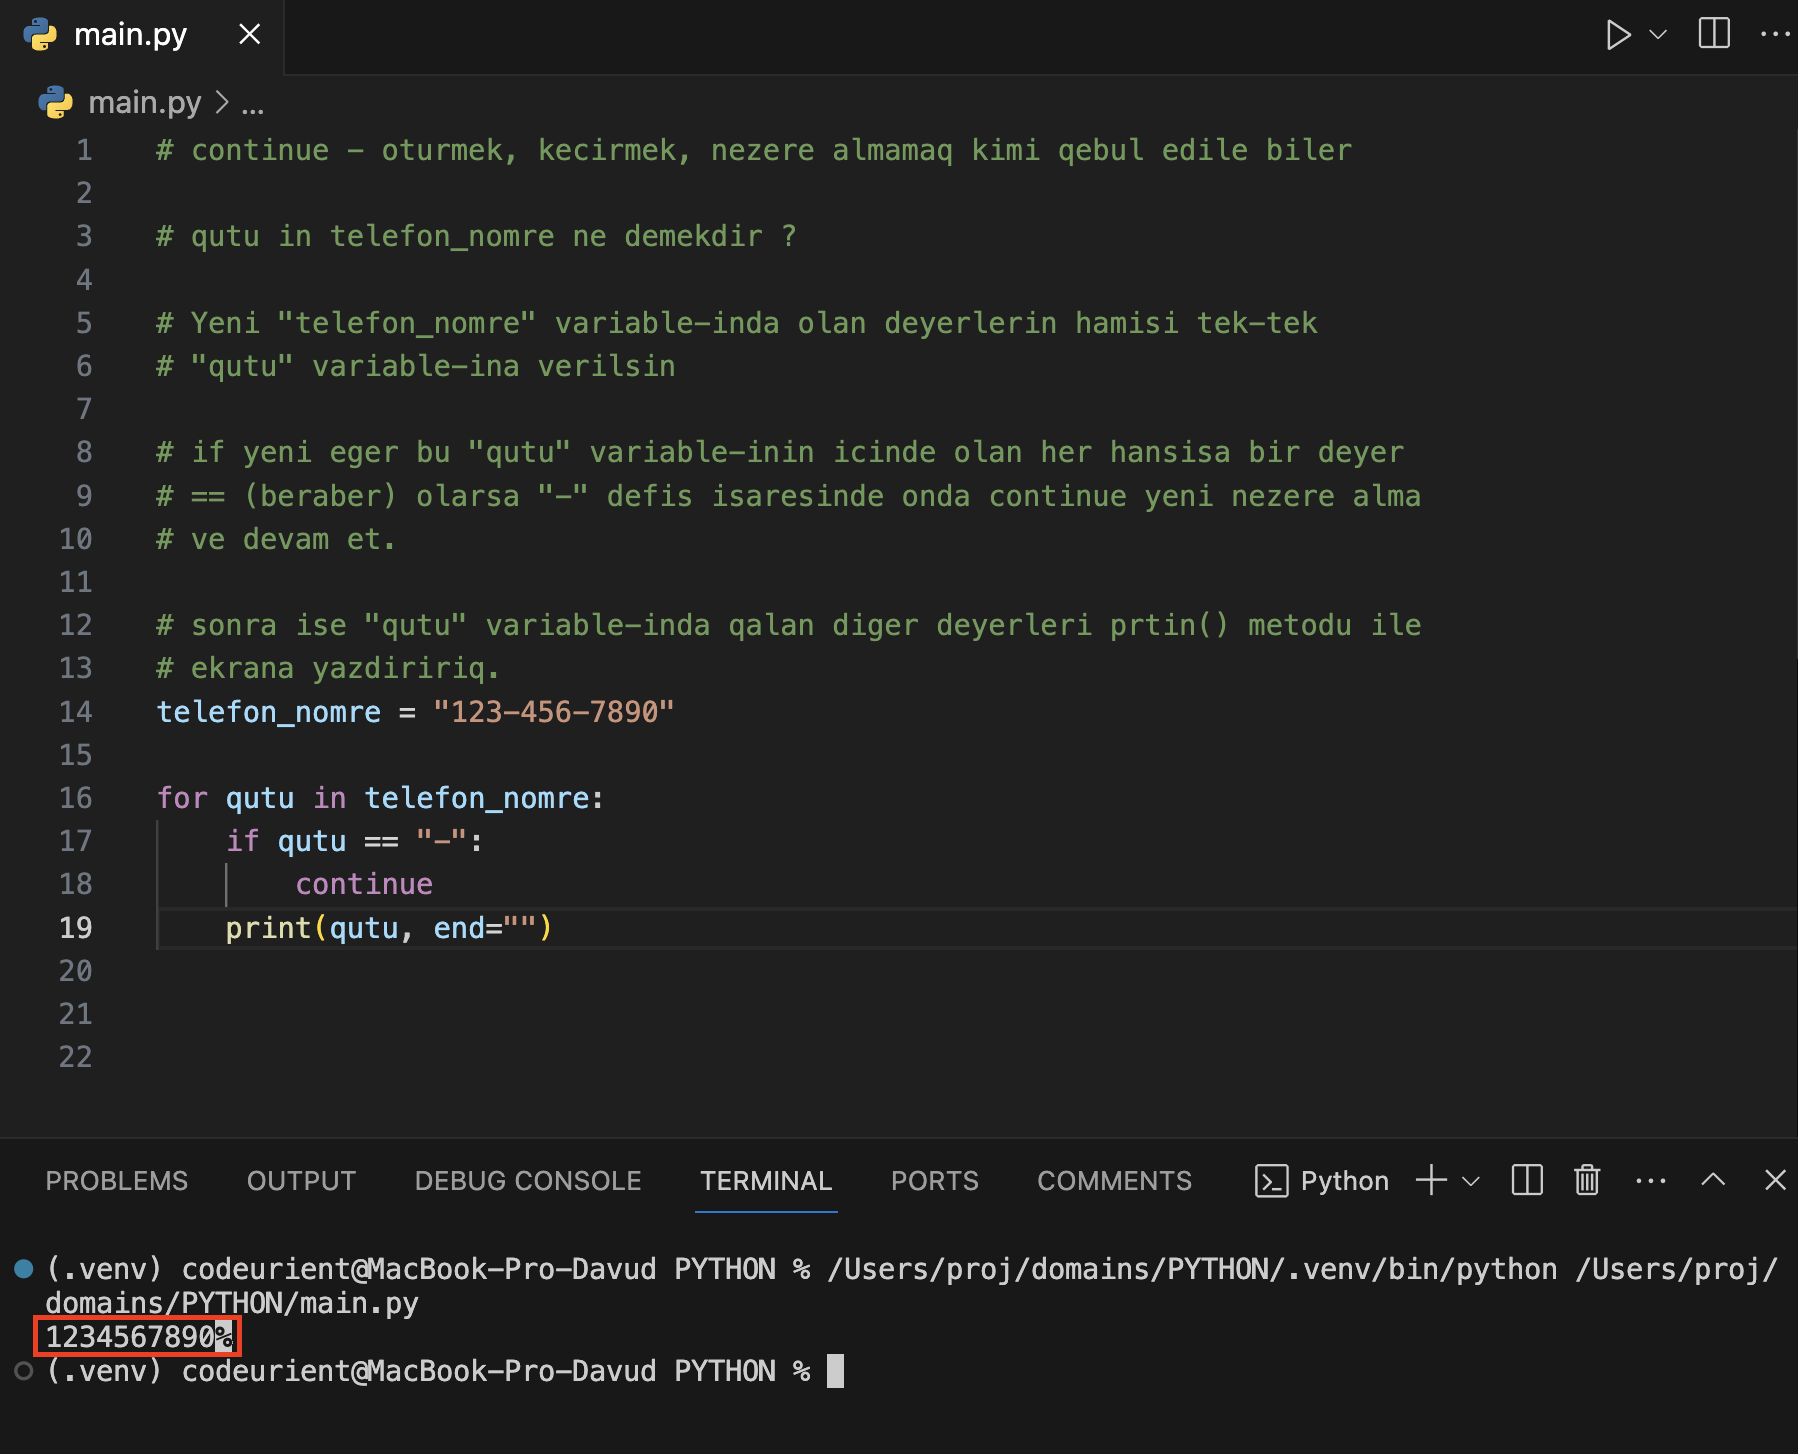 main.py
main.py > ...
1 # continue - oturmek, kecirmek, nezere almamaq kimi qebul edile biler
2
3 # qutu in telefon_nomre ne demekdir ?
4
5 # Yeni "telefon_nomre" variable-inda olan deyerlerin hamisi tek-tek
6 # "qutu" variable-ina verilsin
7
8 # if yeni eger bu "qutu" variable-inin icinde olan her hansisa bir deyer
9 # == (beraber) olarsa "-" defis isaresinde onda continue yeni nezere alma
10 # ve devam et.
11
12 # sonra ise "qutu" variable-inda qalan diger deyerleri prtin() metodu ile
13 # ekrana yazdiririq.
14 telefon_nomre = "123-456-7890"
15
16 for qutu in telefon_nomre:
17     if qutu == "-":
18         continue
19     print(qutu, end="")
20
21
22
PROBLEMS OUTPUT DEBUG CONSOLE TERMINAL PORTS COMMENTS Python
(.venv) codeurient@MacBook-Pro-Davud PYTHON % /Users/proj/domains/PYTHON/.venv/bin/python /Users/proj/
domains/PYTHON/main.py
1234567890%
(.venv) codeurient@MacBook-Pro-Davud PYTHON %